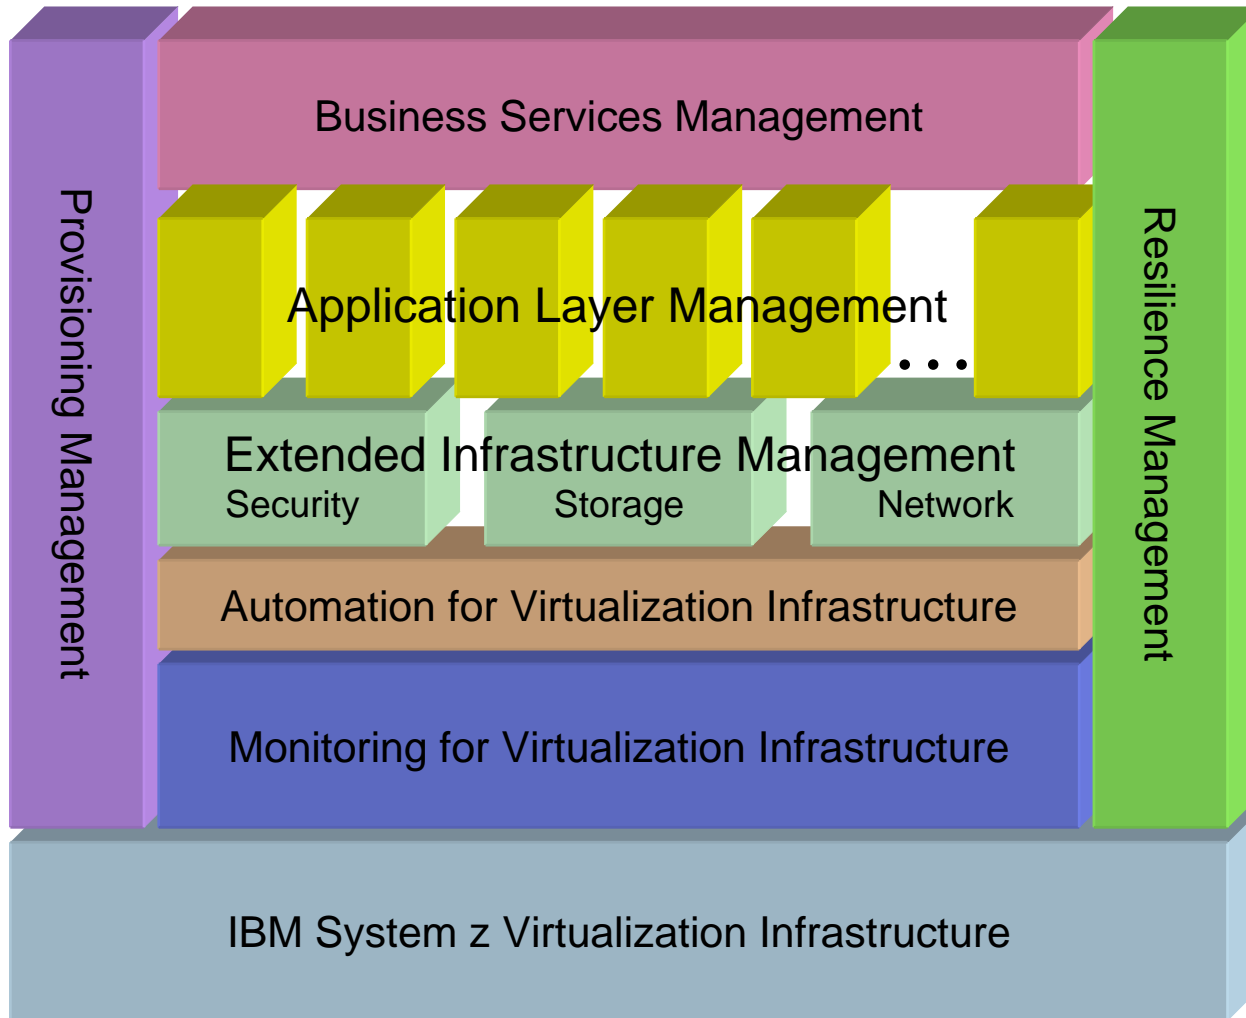 Business Services Management
Provisioning Management
Resilience Management
Application Layer Management
...
Extended Infrastructure Management
Security Storage Network
Automation for Virtualization Infrastructure
Monitoring for Virtualization Infrastructure
IBM System z Virtualization Infrastructure